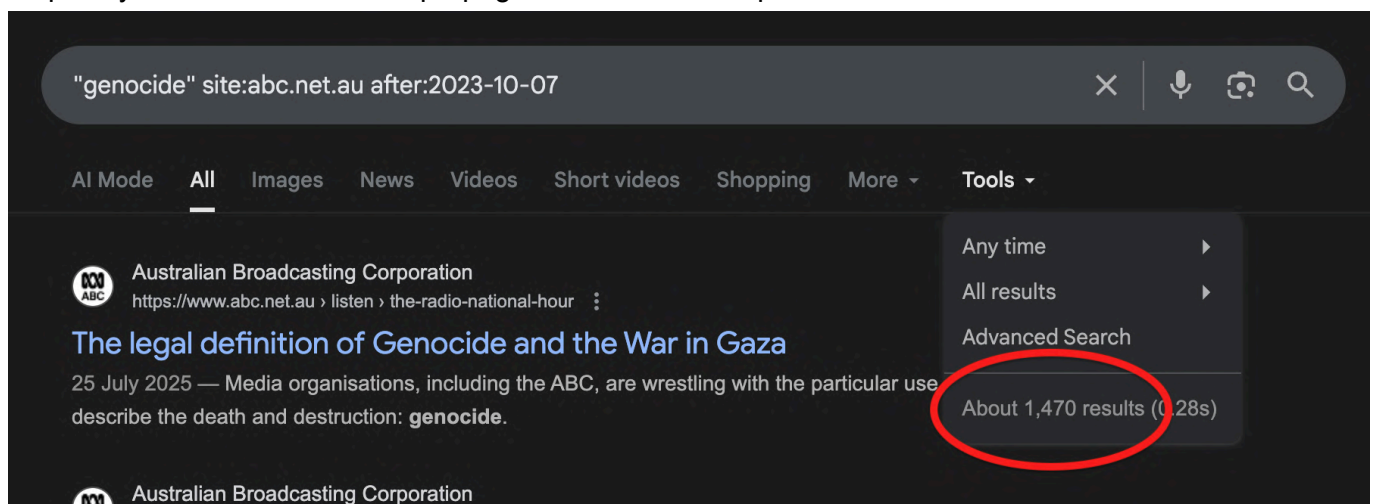 "genocide" site:abc.net.au after:2023-10-07
AI Mode All Images News Videos Short videos Shopping More Tools
Any time
All results
Advanced Search
About 1,470 results (0.28s)
ABC
Australian Broadcasting Corporation
https://www.abc.net.au › listen › the-radio-national-hour
The legal definition of Genocide and the War in Gaza
25 July 2025 — Media organisations, including the ABC, are wrestling with the particular use
describe the death and destruction: genocide.
Australian Broadcasting Corporation